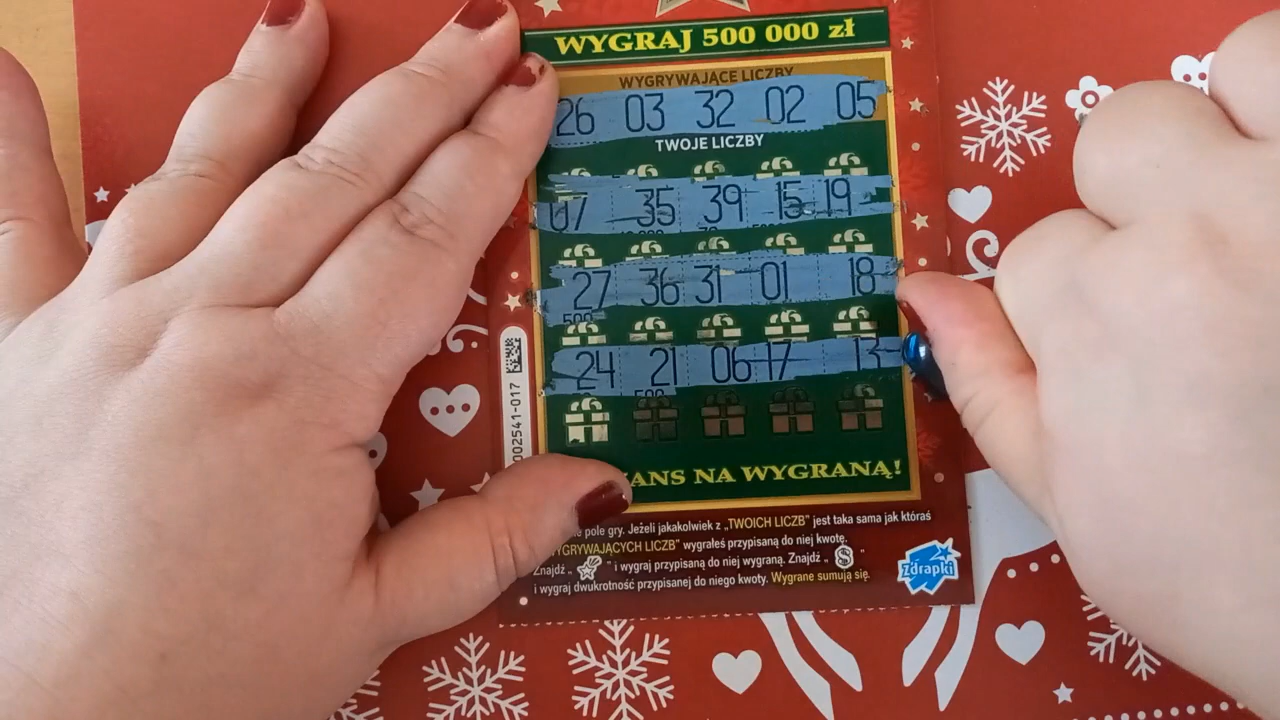 WYGRAJ 500 000 zł
WYGRYWAJĄCE LICZBY
26 03 32 02 05
TWOJE LICZBY
07 35 39 15 19
27 36 31 01 18
24 21 06 17 13
002541-017
ANS NA WYGRANĄ!
pole gry. Jeżeli jakakolwiek z „TWOICH LICZB” jest taka sama jak któraś
YGRYWAJĄCYCH LICZB” wygrałeś przypisaną do niej kwotę.
Znajdź „ ” i wygraj przypisaną do niej wygraną. Znajdź „ ”
i wygraj dwukrotność przypisanej do niego kwoty. Wygrane sumują się.
Zdrapki